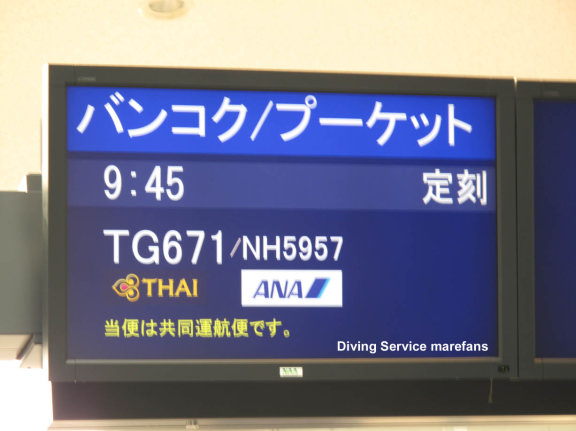 バンコク/プーケット
9:45 定刻
TG671/NH5957
THAI ANA
当便は共同運航便です。
Diving Service marefans